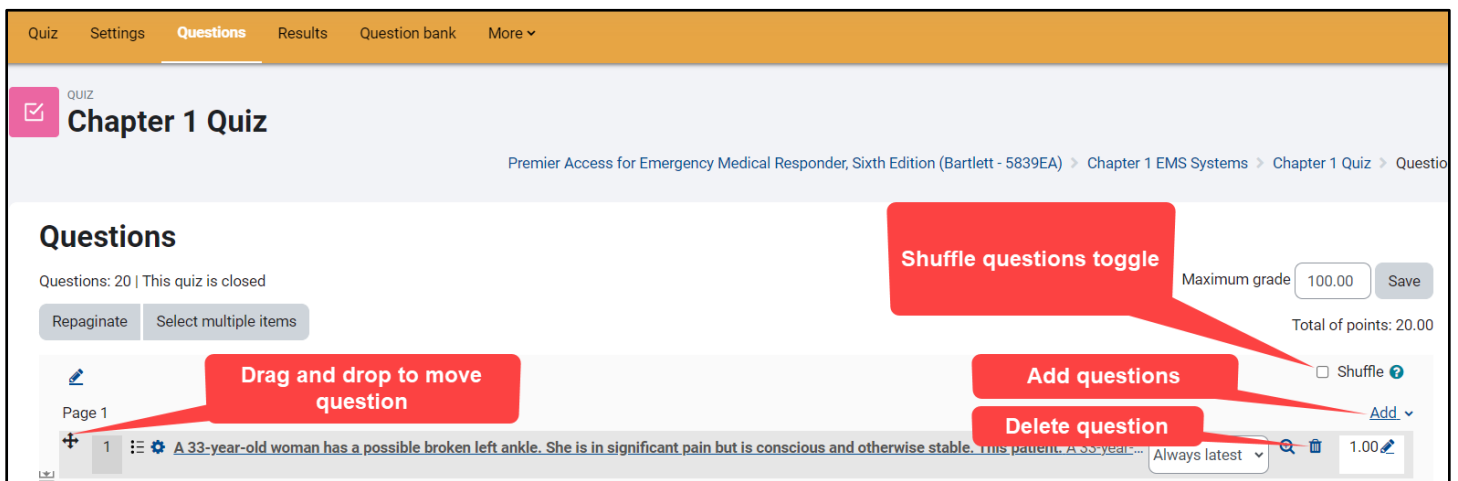 Quiz Settings Questions Results Question bank More
QUIZ
Chapter 1 Quiz
Premier Access for Emergency Medical Responder, Sixth Edition (Bartlett - 5839EA) > Chapter 1 EMS Systems > Chapter 1 Quiz > Questio
Questions
Shuffle questions toggle
Questions: 20 | This quiz is closed
Maximum grade 100.00 Save
Repaginate Select multiple items
Total of points: 20.00
Drag and drop to move
question
Add questions
Shuffle ?
Page 1
Add
Delete question
1 A 33-year-old woman has a possible broken left ankle. She is in significant pain but is conscious and otherwise stable. This patient. A 33-year-... Always latest 1.00